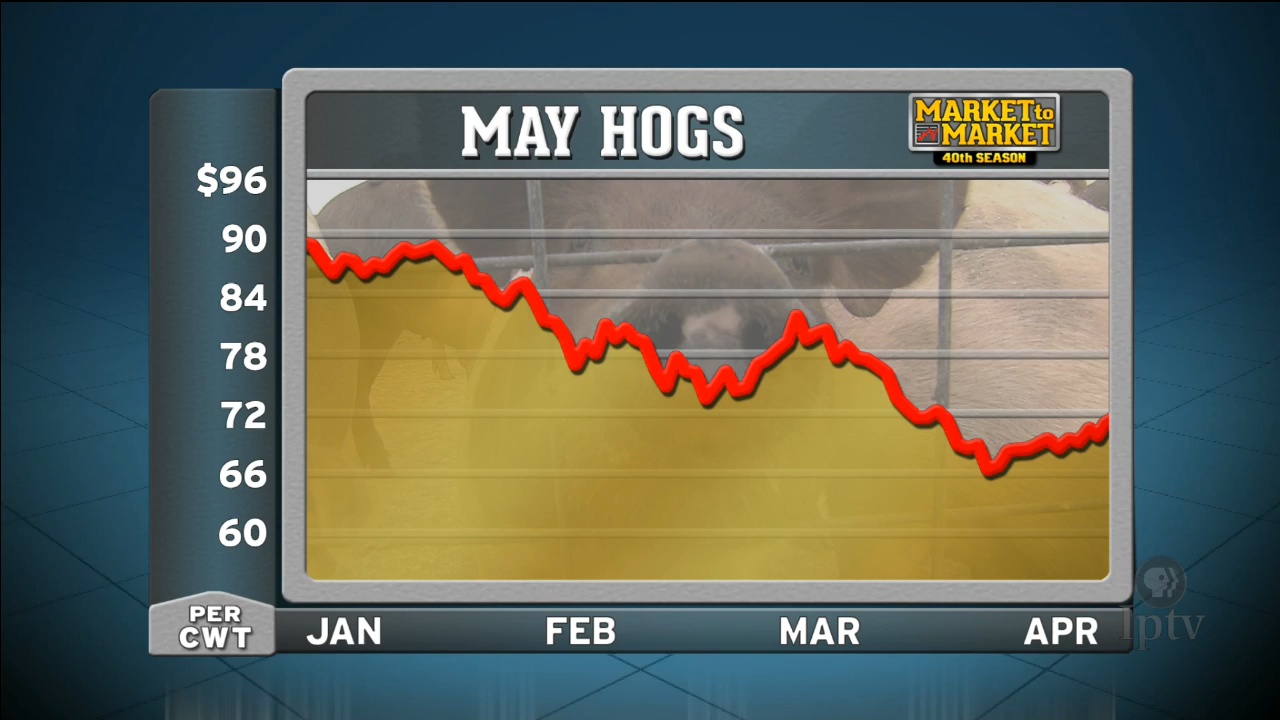 MAY HOGS
MARKET to
MARKET
40th SEASON
$96
90
84
78
72
66
60
PER
CWT
JAN FEB MAR APR
Iptv